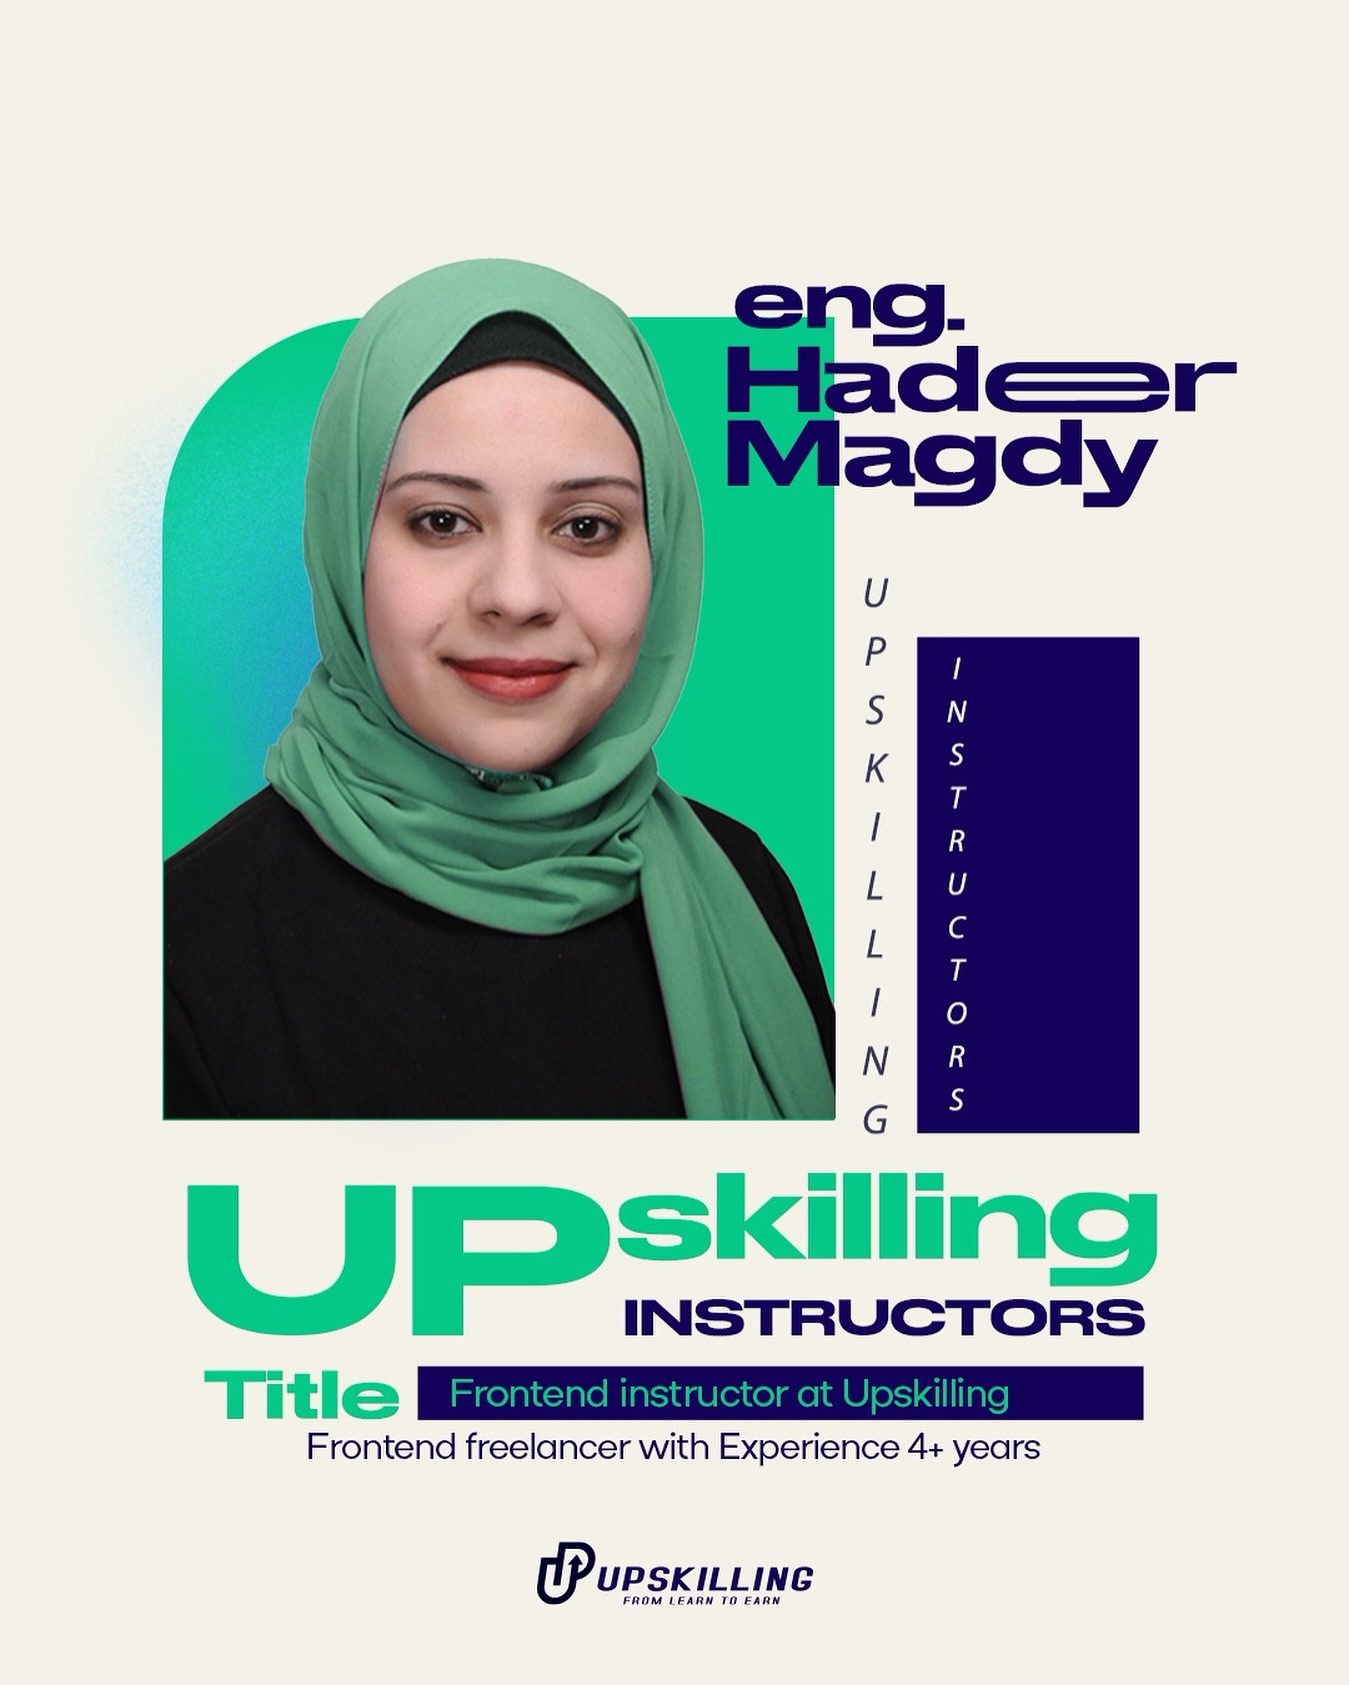 eng.
Hadeer
Magdy
UPSKILLING
INSTRUCTORS
UPskilling
INSTRUCTORS
Title
Frontend instructor at Upskilling
Frontend freelancer with Experience 4+ years
UP UPSKILLING
FROM LEARN TO EARN